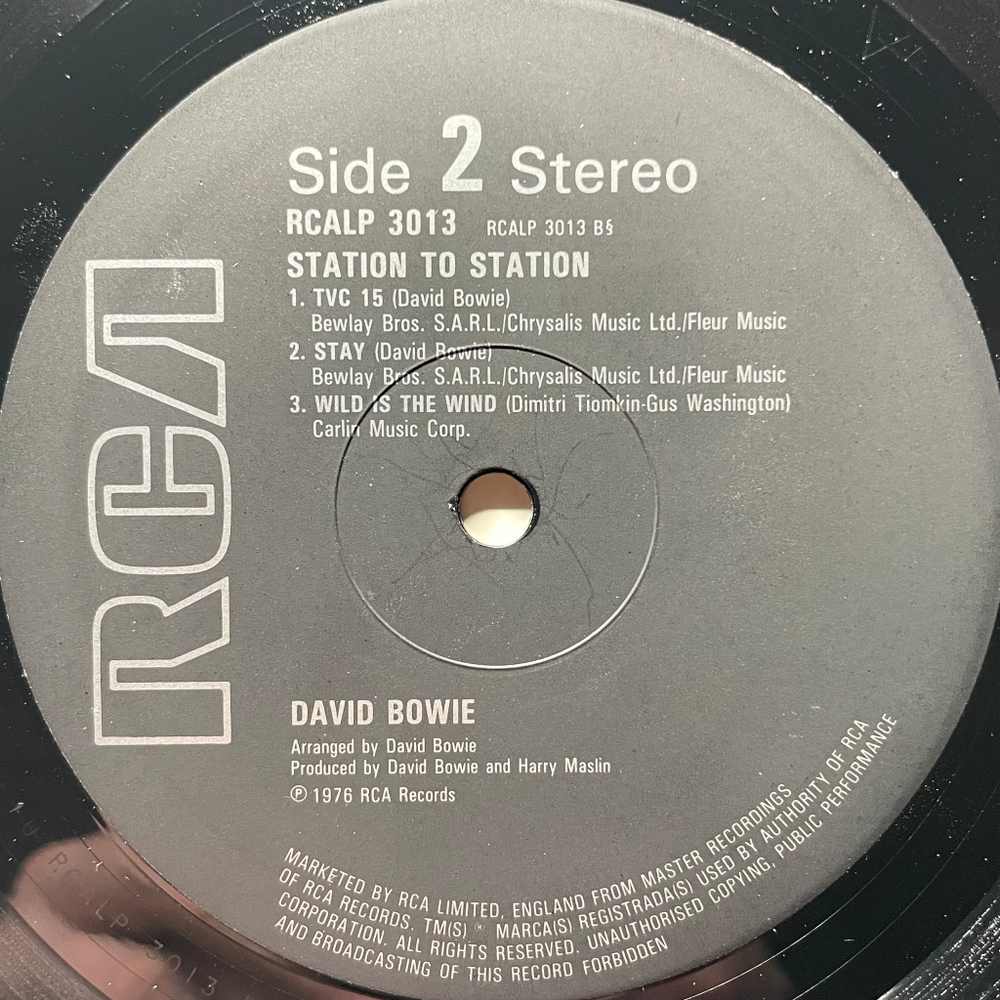 Side 2 Stereo
RCALP 3013 RCALP 3013 B§
STATION TO STATION
1. TVC 15 (David Bowie)
Bewlay Bros. S.A.R.L./Chrysalis Music Ltd./Fleur Music
2. STAY (David Bowie)
Bewlay Bros. S.A.R.L./Chrysalis Music Ltd./Fleur Music
3. WILD IS THE WIND (Dimitri Tiomkin-Gus Washington)
Carlin Music Corp.
RCA
DAVID BOWIE
Arranged by David Bowie
Produced by David Bowie and Harry Maslin
℗ 1976 RCA Records
MARKETED BY RCA LIMITED, ENGLAND FROM MASTER RECORDINGS
OF RCA RECORDS. TM(S) ® MARCA(S) REGISTRADA(S) USED BY AUTHORITY OF RCA
CORPORATION. ALL RIGHTS RESERVED. UNAUTHORISED COPYING, PUBLIC PERFORMANCE
AND BROADCASTING OF THIS RECORD FORBIDDEN
RCALP 3013